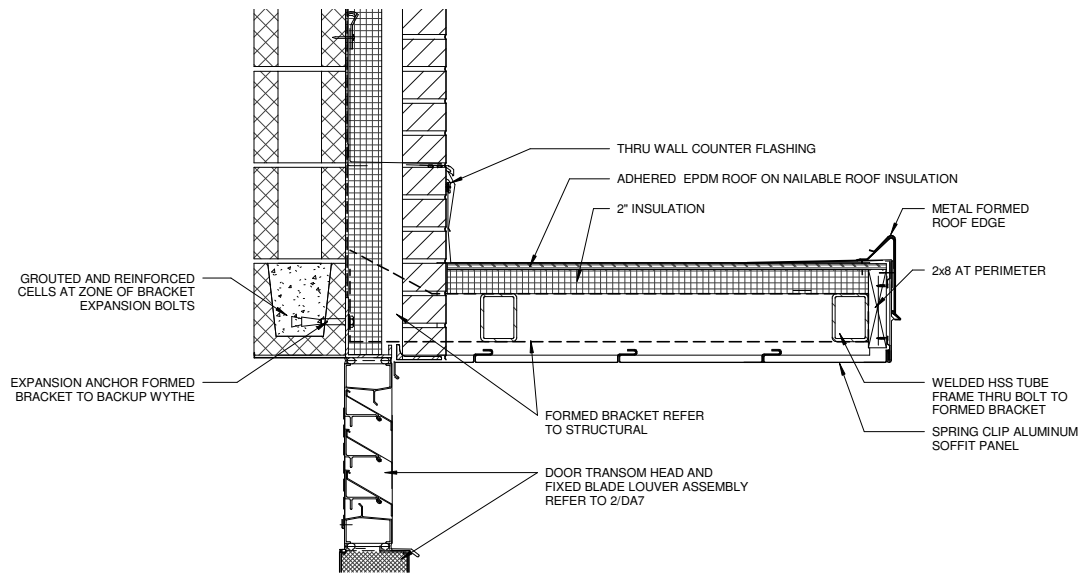 THRU WALL COUNTER FLASHING
ADHERED EPDM ROOF ON NAILABLE ROOF INSULATION
2" INSULATION
METAL FORMED
ROOF EDGE
2x8 AT PERIMETER
GROUTED AND REINFORCED
CELLS AT ZONE OF BRACKET
EXPANSION BOLTS
EXPANSION ANCHOR FORMED
BRACKET TO BACKUP WYTHE
FORMED BRACKET REFER
TO STRUCTURAL
WELDED HSS TUBE
FRAME THRU BOLT TO
FORMED BRACKET
SPRING CLIP ALUMINUM
SOFFIT PANEL
DOOR TRANSOM HEAD AND
FIXED BLADE LOUVER ASSEMBLY
REFER TO 2/DA7